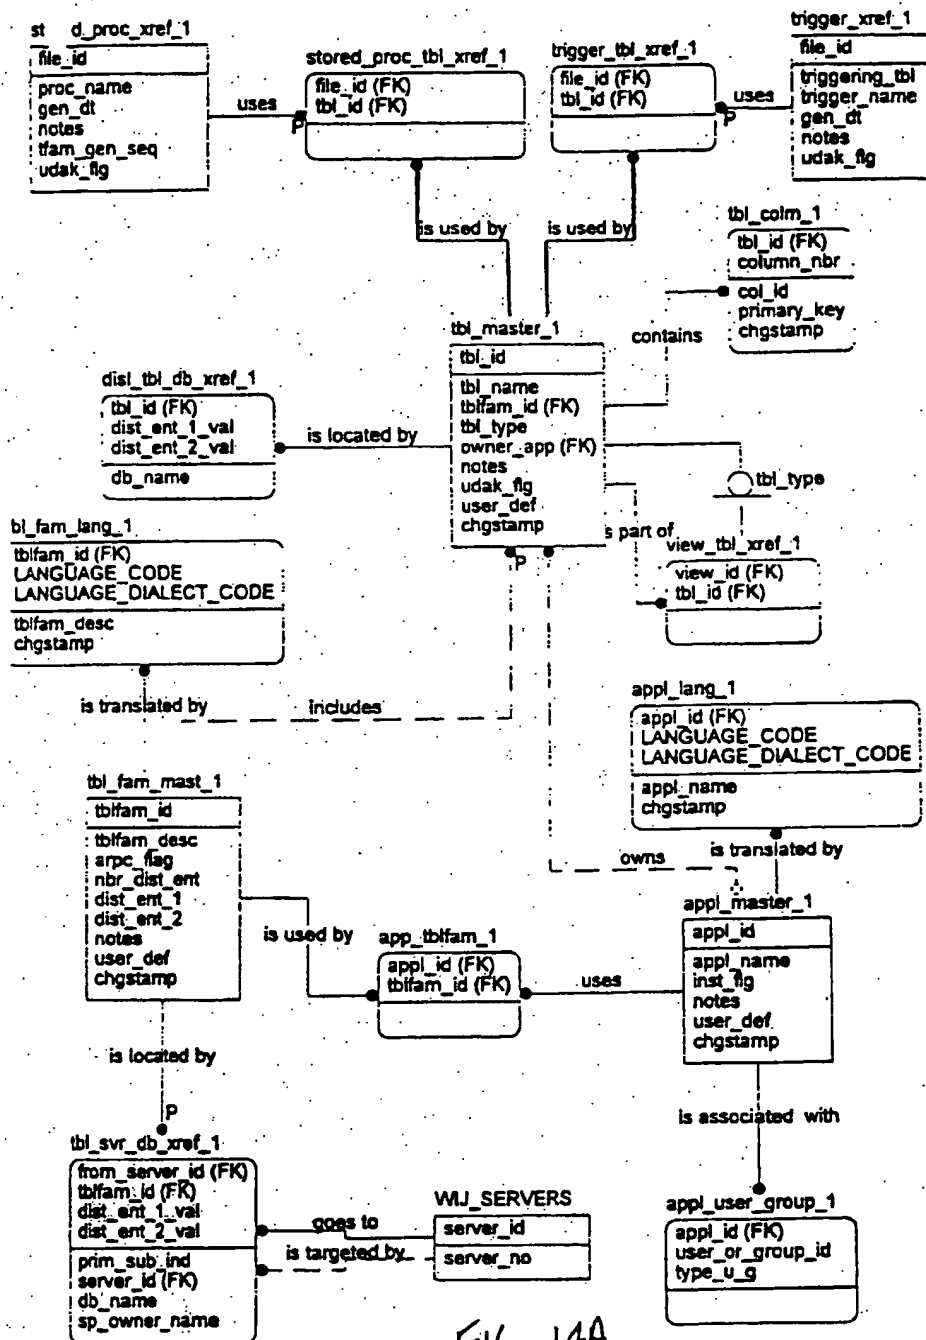 st d_proc_xref_1
file_id
proc_name
gen_dt
notes
tfam_gen_seq
udak_flg
uses
P
stored_proc_tbl_xref_1
file_id (FK)
tbl_id (FK)
trigger_tbl_xref_1
file_id (FK)
tbl_id (FK)
uses
P
trigger_xref_1
file_id
triggering_tbl
trigger_name
gen_dt
notes
udak_flg
is used by
is used by
tbl_colm_1
tbl_id (FK)
column_nbr
col_id
primary_key
chgstamp
contains
tbl_master_1
tbl_id
tbl_name
tblfam_id (FK)
tbl_type
owner_app (FK)
notes
udak_flg
user_def
chgstamp
P
dist_tbl_db_xref_1
tbl_id (FK)
dist_ent_1_val
dist_ent_2_val
db_name
is located by
tbl_type
s part of
view_tbl_xref_1
view_id (FK)
tbl_id (FK)
bl_fam_lang_1
tblfam_id (FK)
LANGUAGE_CODE
LANGUAGE_DIALECT_CODE
tblfam_desc
chgstamp
is translated by
includes
appl_lang_1
appl_id (FK)
LANGUAGE_CODE
LANGUAGE_DIALECT_CODE
appl_name
chgstamp
is translated by
owns
tbl_fam_mast_1
tblfam_id
tblfam_desc
arpc_flag
nbr_dist_ent
dist_ent_1
dist_ent_2
notes
user_def
chgstamp
is used by
app_tblfam_1
appl_id (FK)
tblfam_id (FK)
uses
appl_master_1
appl_id
appl_name
inst_flg
notes
user_def
chgstamp
is located by
P
is associated with
tbl_svr_db_xref_1
from_server_id (FK)
tblfam_id (FK)
dist_ent_1_val
dist_ent_2_val
prim_sub_ind
server_id (FK)
db_name
sp_owner_name
goes to
is targeted by
WIJ_SERVERS
server_id
server_no
appl_user_group_1
appl_id (FK)
user_or_group_id
type_u_g
FIG. 14A